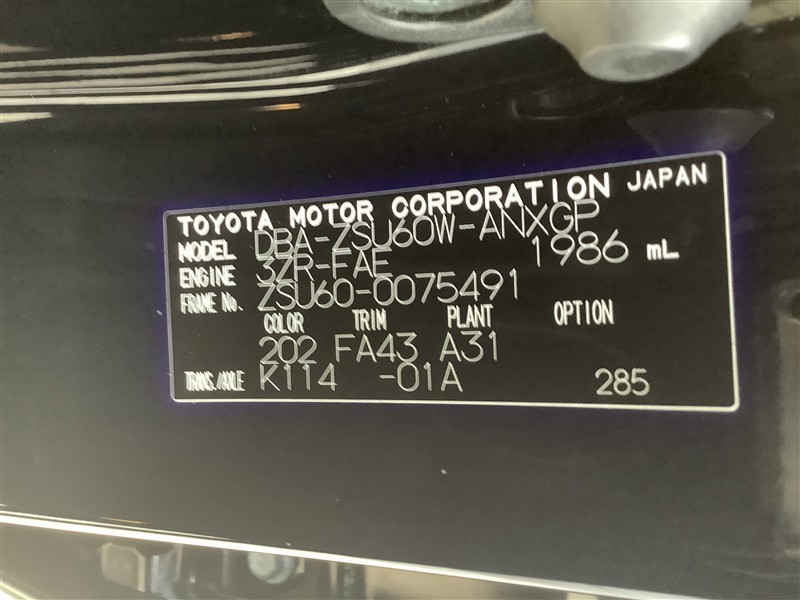 TOYOTA MOTOR CORPORATION JAPAN
MODEL DBA-ZSU60W-ANXGP
ENGINE 3ZR-FAE 1986 mL
FRAME No. ZSU60-0075491
COLOR TRIM PLANT OPTION
202 FA43 A31
TRANS./AXLE K114 -01A 285